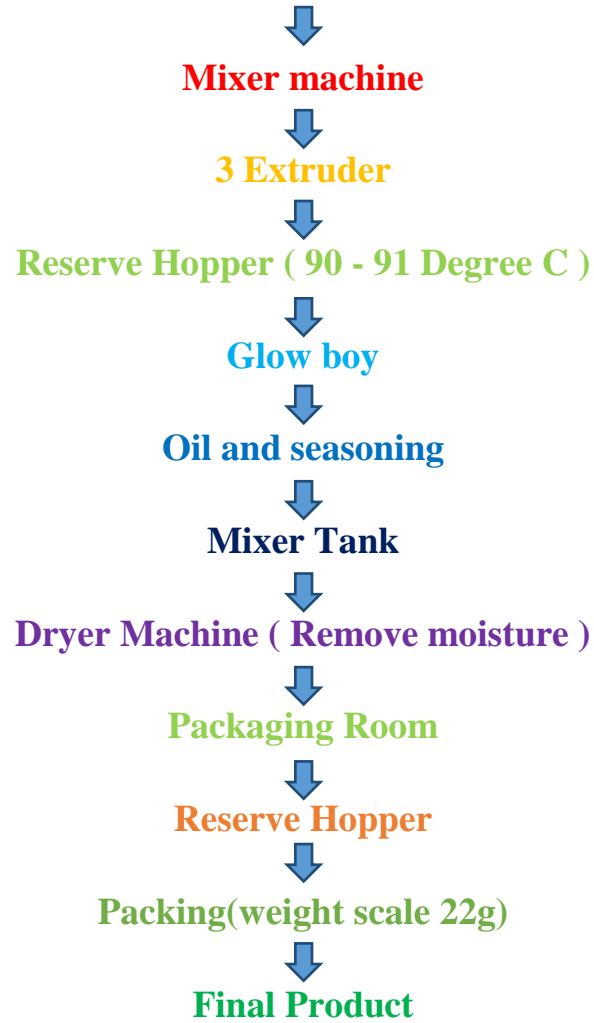 Mixer machine
3 Extruder
Reserve Hopper ( 90 - 91 Degree C )
Glow boy
Oil and seasoning
Mixer Tank
Dryer Machine ( Remove moisture )
Packaging Room
Reserve Hopper
Packing(weight scale 22g)
Final Product